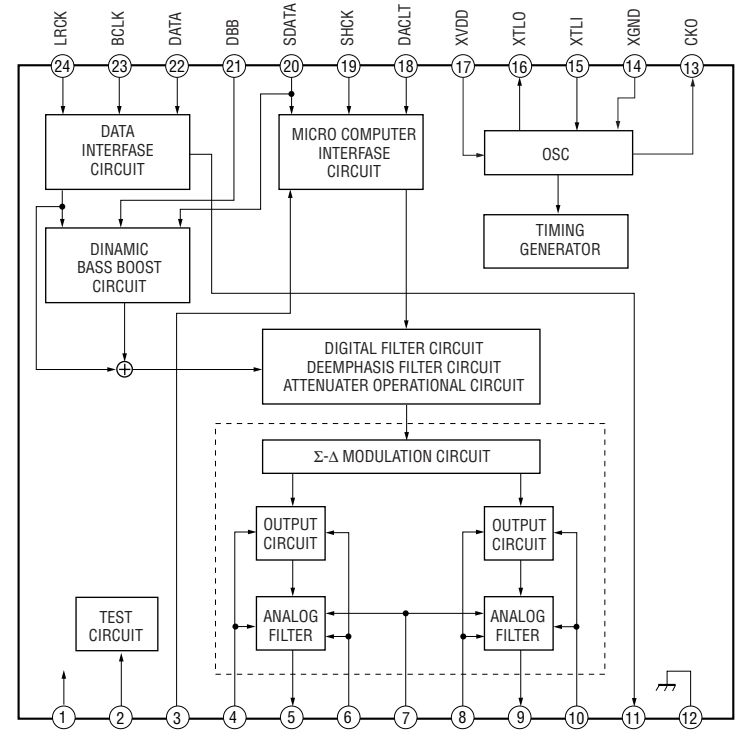 LRCK
BCLK
DATA
DBB
SDATA
SHCK
DACLT
XVDD
XTLO
XTLI
XGND
CKO
24
23
22
21
20
19
18
17
16
15
14
13
DATA
INTERFASE
CIRCUIT
MICRO COMPUTER
INTERFASE
CIRCUIT
OSC
DINAMIC
BASS BOOST
CIRCUIT
TIMING
GENERATOR
DIGITAL FILTER CIRCUIT
DEEMPHASIS FILTER CIRCUIT
ATTENUATER OPERATIONAL CIRCUIT
Σ-Δ MODULATION CIRCUIT
OUTPUT
CIRCUIT
OUTPUT
CIRCUIT
TEST
CIRCUIT
ANALOG
FILTER
ANALOG
FILTER
1
2
3
4
5
6
7
8
9
10
11
12